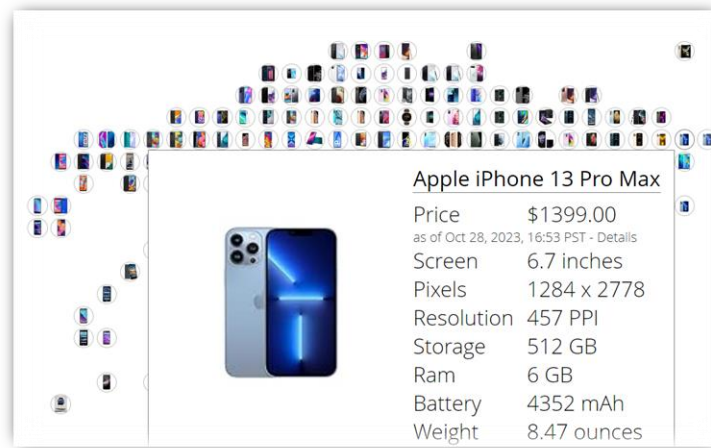 Apple iPhone 13 Pro Max
Price $1399.00
as of Oct 28, 2023, 16:53 PST - Details
Screen 6.7 inches
Pixels 1284 x 2778
Resolution 457 PPI
Storage 512 GB
Ram 6 GB
Battery 4352 mAh
Weight 8.47 ounces